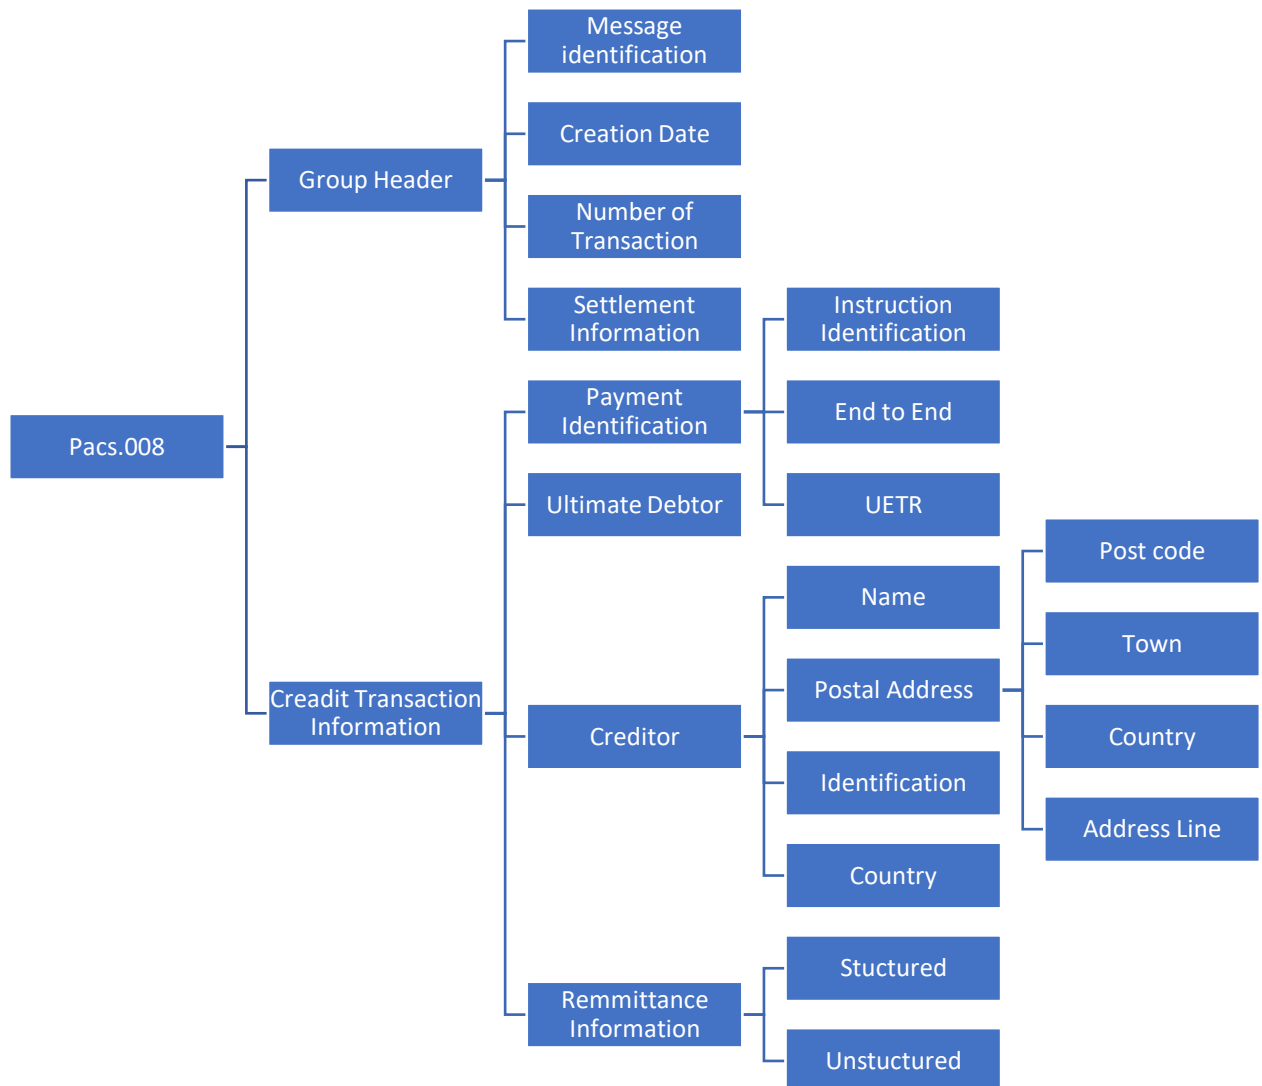 Message
identification
Creation Date
Group Header
Number of
Transaction
Settlement
Information
Instruction
Identification
Payment
Identification
End to End
Pacs.008
Ultimate Debtor
UETR
Post code
Name
Town
Creadit Transaction
Information
Postal Address
Creditor
Country
Identification
Address Line
Country
Stuctured
Remmittance
Information
Unstuctured